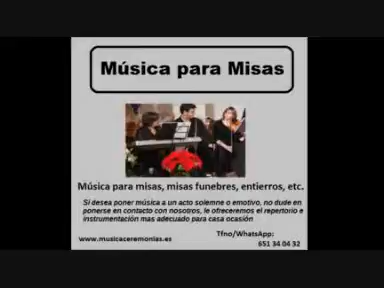 Música para Misas
Música para misas, misas funebres, entierros, etc.
Si desea poner música a un acto solemne o emotivo, no dude en
ponerse en contacto con nosotros, le ofreceremos el repertorio e
instrumentación mas adecuado para casa ocasión
Tfno/WhatsApp:
www.musicaceremonias.es
651 34 04 32